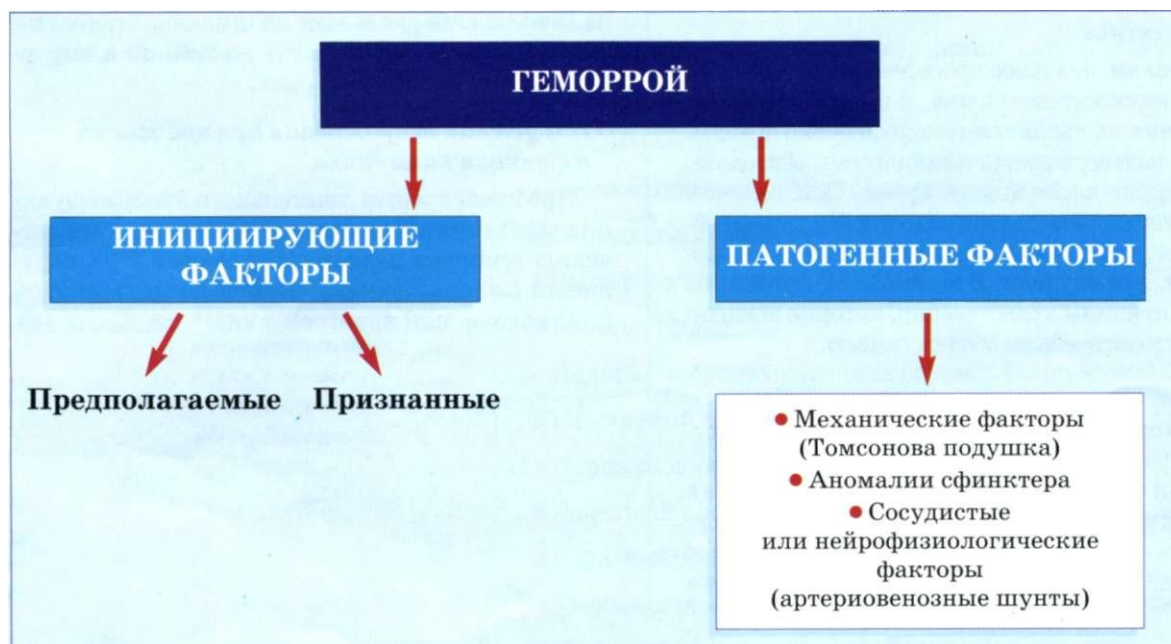 ГЕМОРРОЙ
ИНИЦИИРУЮЩИЕ
ФАКТОРЫ
ПАТОГЕННЫЕ ФАКТОРЫ
Предполагаемые
Признанные
● Механические факторы
(Томсонова подушка)
● Аномалии сфинктера
● Сосудистые
или нейрофизиологические
факторы
(артериовенозные шунты)